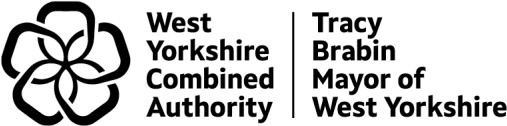 West
Yorkshire
Combined
Authority
Tracy
Brabin
Mayor of
West Yorkshire